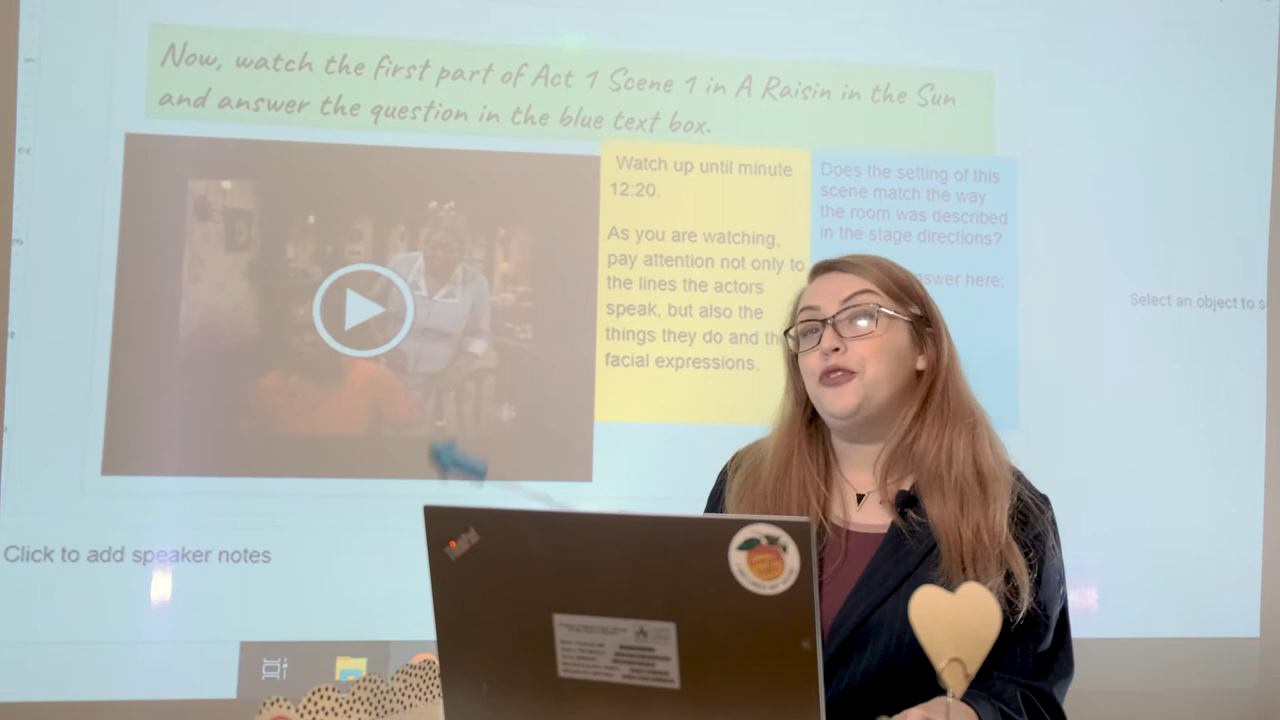 Now, watch the first part of Act 1 Scene 1 in A Raisin in the Sun
and answer the question in the blue text box.
Watch up until minute
12:20.
As you are watching,
pay attention not only to
the lines the actors
speak, but also the
things they do and
facial expressions.
Does the setting of this
scene match the way
the room was described
in the stage directions?
here:
Select an object to
Click to add speaker notes
ThinkPad